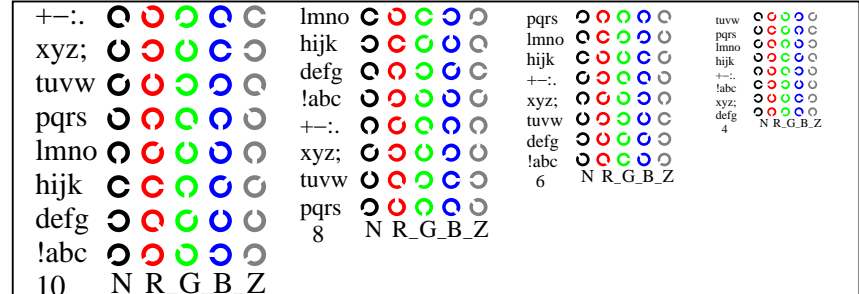 +−:.
xyz;
tuvw
pqrs
lmno
hijk
defg
!abc
10 N R G B Z
lmno
hijk
defg
!abc
+−:.
xyz;
tuvw
pqrs
8 N R_G_B_Z
pqrs
lmno
hijk
+−:.
xyz;
tuvw
defg
!abc
6 N R_G_B_Z
tuvw
pqrs
lmno
hijk
+−:.
!abc
xyz;
defg
4 N R_G_B_Z